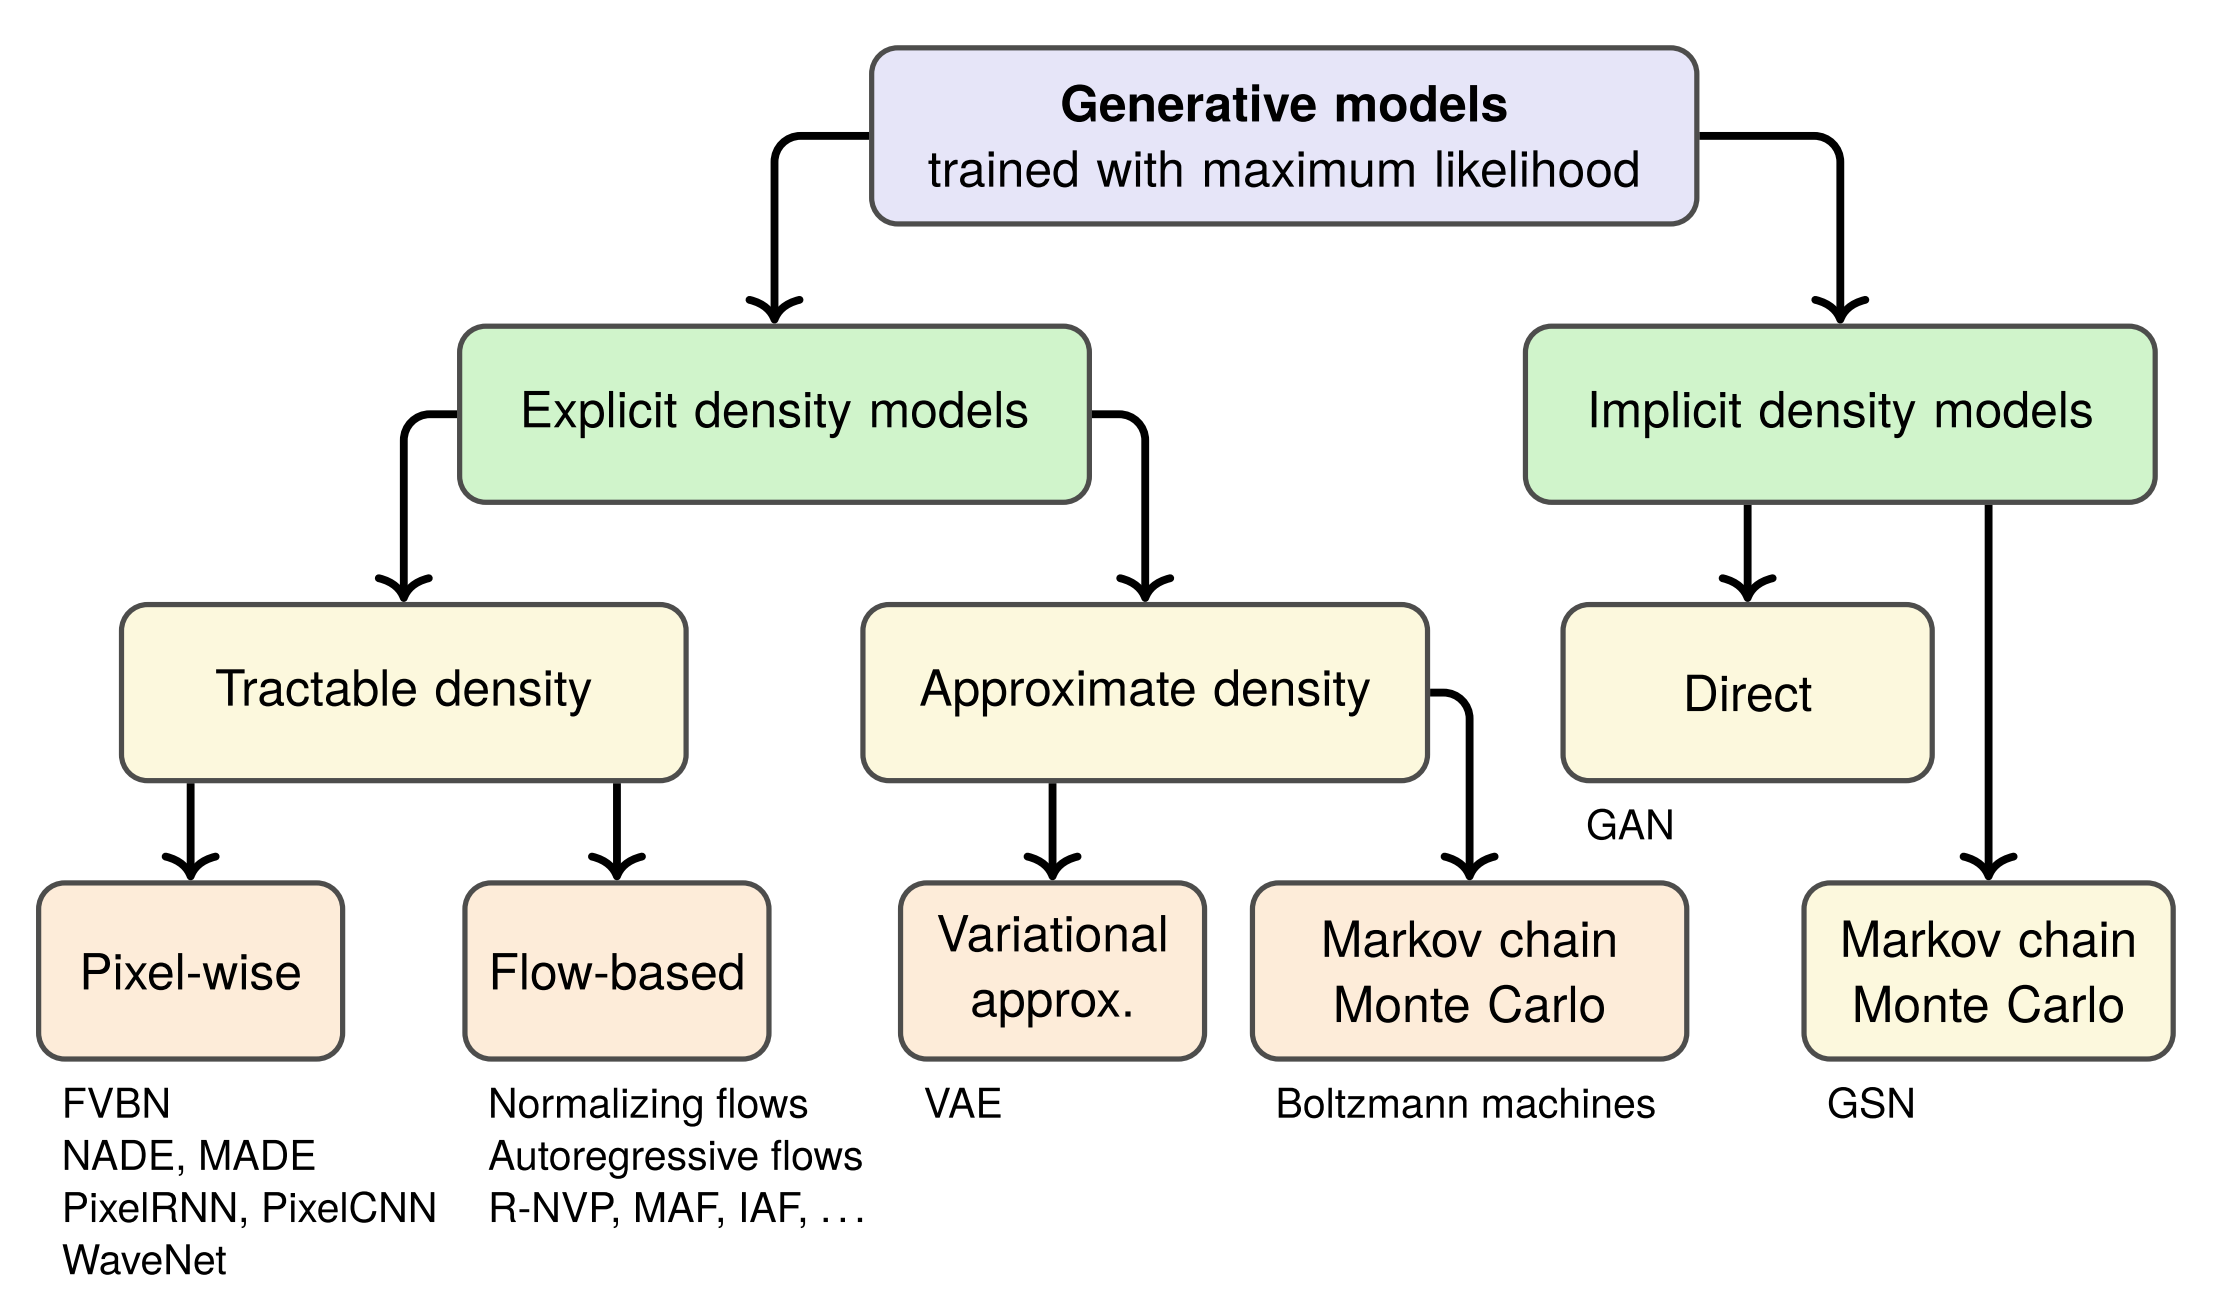 Generative models
trained with maximum likelihood
Explicit density models
Implicit density models
Tractable density
Approximate density
Direct
GAN
Pixel-wise
Flow-based
Variational
approx.
Markov chain
Monte Carlo
Markov chain
Monte Carlo
FVBN
NADE, MADE
PixelRNN, PixelCNN
WaveNet
Normalizing flows
Autoregressive flows
R-NVP, MAF, IAF, ...
VAE
Boltzmann machines
GSN